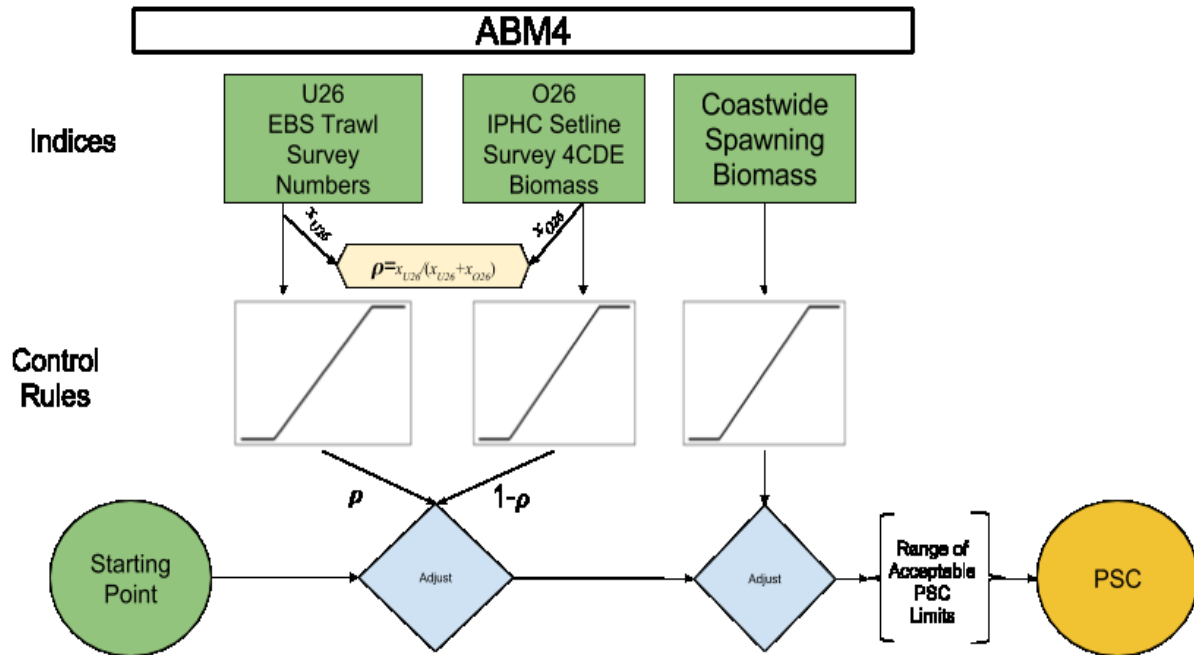 ABM4
Indices
U26
EBS Trawl
Survey
Numbers
O26
IPHC Setline
Survey 4CDE
Biomass
Coastwide
Spawning
Biomass
x_U26
x_O26
ρ=x_U26/(x_U26+x_O26)
Control
Rules
ρ
1-ρ
Starting
Point
Adjust
Adjust
Range of
Acceptable
PSC
Limits
PSC